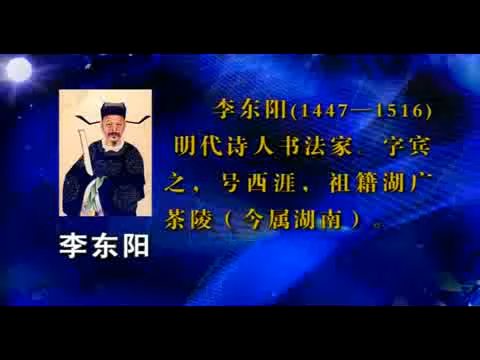 李东阳(1447—1516)
明代诗人书法家。字宾
之，号西涯，祖籍湖广
茶陵（今属湖南）。
李东阳